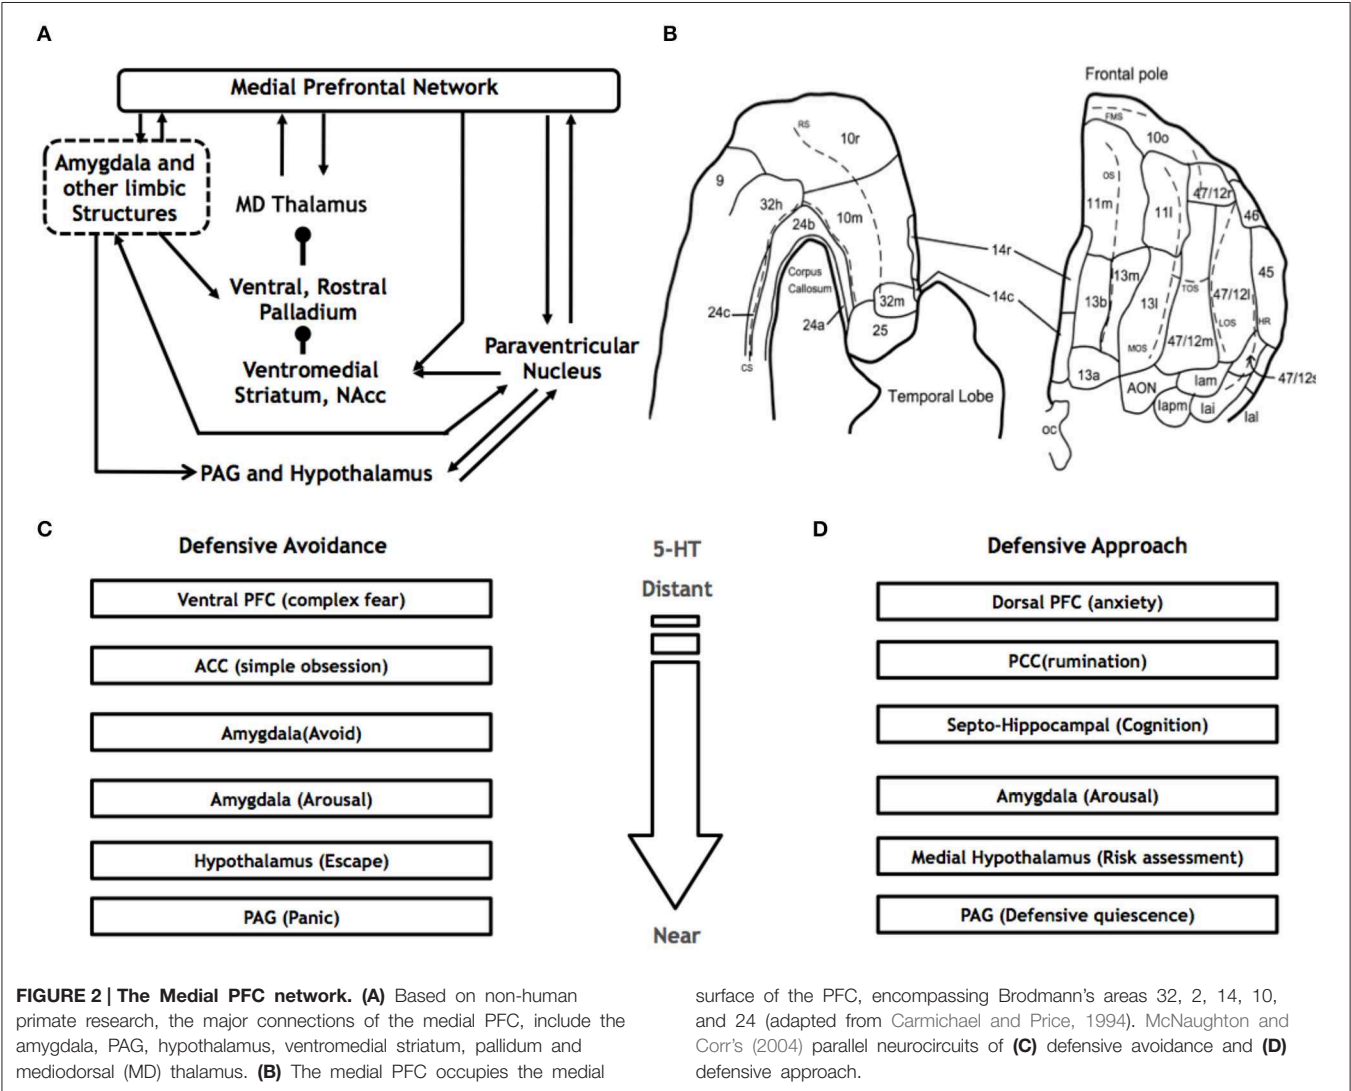 A
Medial Prefrontal Network
Amygdala and
other limbic
Structures
MD Thalamus
Ventral, Rostral
Palladium
Ventromedial
Striatum, NAcc
Paraventricular
Nucleus
PAG and Hypothalamus
B
Frontal pole
RS
10r
9
32h
10m
24b
Corpus
Callosum
24c
24a
32m
25
CS
Temporal Lobe
14r
14c
FMS
10o
OS
11m
11l
47/12r
46
45
13m
13b
13l
TOS
47/12l
LOS
HR
MOS
47/12m
13a
AON
Iam
Iapm
Iai
Ial
47/12s
OC
C
Defensive Avoidance
Ventral PFC (complex fear)
ACC (simple obsession)
Amygdala(Avoid)
Amygdala (Arousal)
Hypothalamus (Escape)
PAG (Panic)
5-HT
Distant
Near
D
Defensive Approach
Dorsal PFC (anxiety)
PCC(rumination)
Septo-Hippocampal (Cognition)
Amygdala (Arousal)
Medial Hypothalamus (Risk assessment)
PAG (Defensive quiescence)
FIGURE 2 | The Medial PFC network. (A) Based on non-human
primate research, the major connections of the medial PFC, include the
amygdala, PAG, hypothalamus, ventromedial striatum, pallidum and
mediodorsal (MD) thalamus. (B) The medial PFC occupies the medial
surface of the PFC, encompassing Brodmann's areas 32, 2, 14, 10,
and 24 (adapted from Carmichael and Price, 1994). McNaughton and
Corr's (2004) parallel neurocircuits of (C) defensive avoidance and (D)
defensive approach.